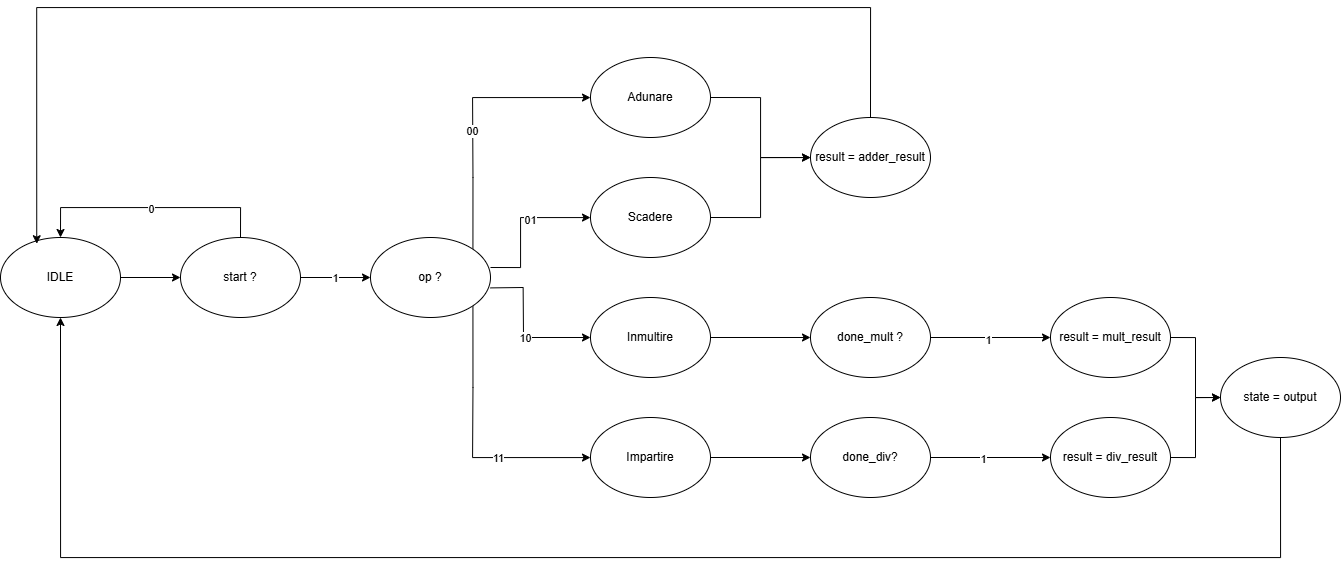 Adunare
00
result = adder_result
0
Scadere
01
IDLE
start ?
1
op ?
10
Inmultire
done_mult ?
1
result = mult_result
state = output
11
Impartire
done_div?
1
result = div_result